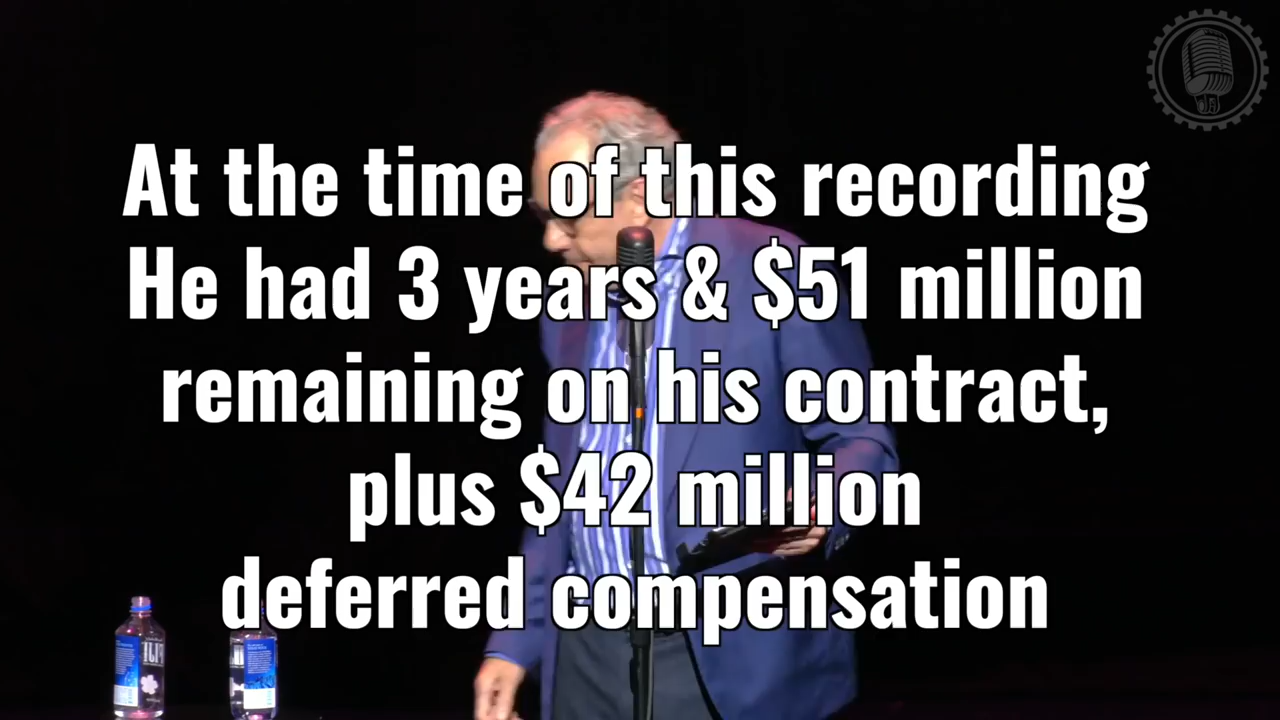 At the time of this recording
He had 3 years & $51 million
remaining on his contract,
plus $42 million
deferred compensation